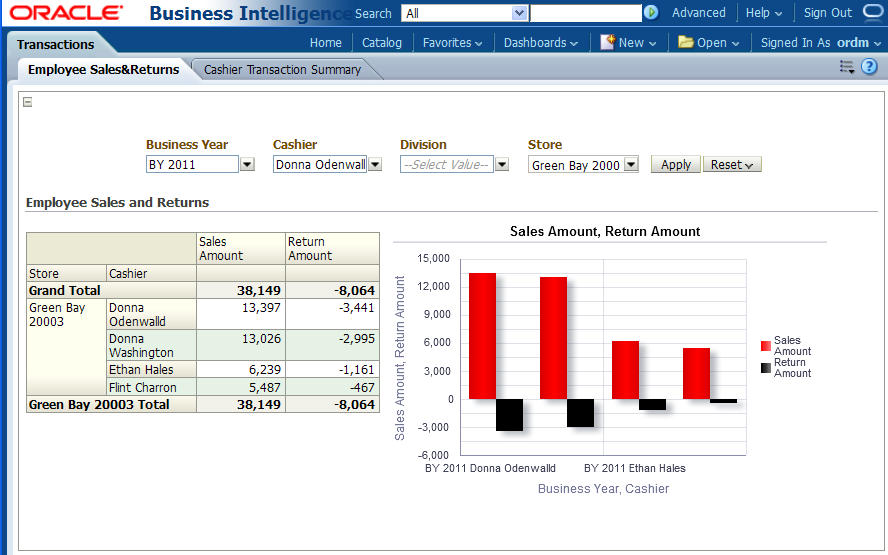 ORACLE Business Intelligence Search All Advanced Help Sign Out
Transactions Home Catalog Favorites Dashboards New Open Signed In As ordm
Employee Sales&Returns Cashier Transaction Summary
Business Year Cashier Division Store
BY 2011 Donna Odenwall --Select Value-- Green Bay 2000 Apply Reset
Employee Sales and Returns
Sales Amount Return Amount
Store Cashier
Grand Total 38,149 -8,064
Green Bay 20003 Donna Odenwalld 13,397 -3,441
Donna Washington 13,026 -2,995
Ethan Hales 6,239 -1,161
Flint Charron 5,487 -467
Green Bay 20003 Total 38,149 -8,064
Sales Amount, Return Amount
Sales Amount, Return Amount
15,000
12,000
9,000
6,000
3,000
0
-3,000
-6,000
BY 2011 Donna Odenwalld BY 2011 Ethan Hales
Business Year, Cashier
Sales Amount
Return Amount